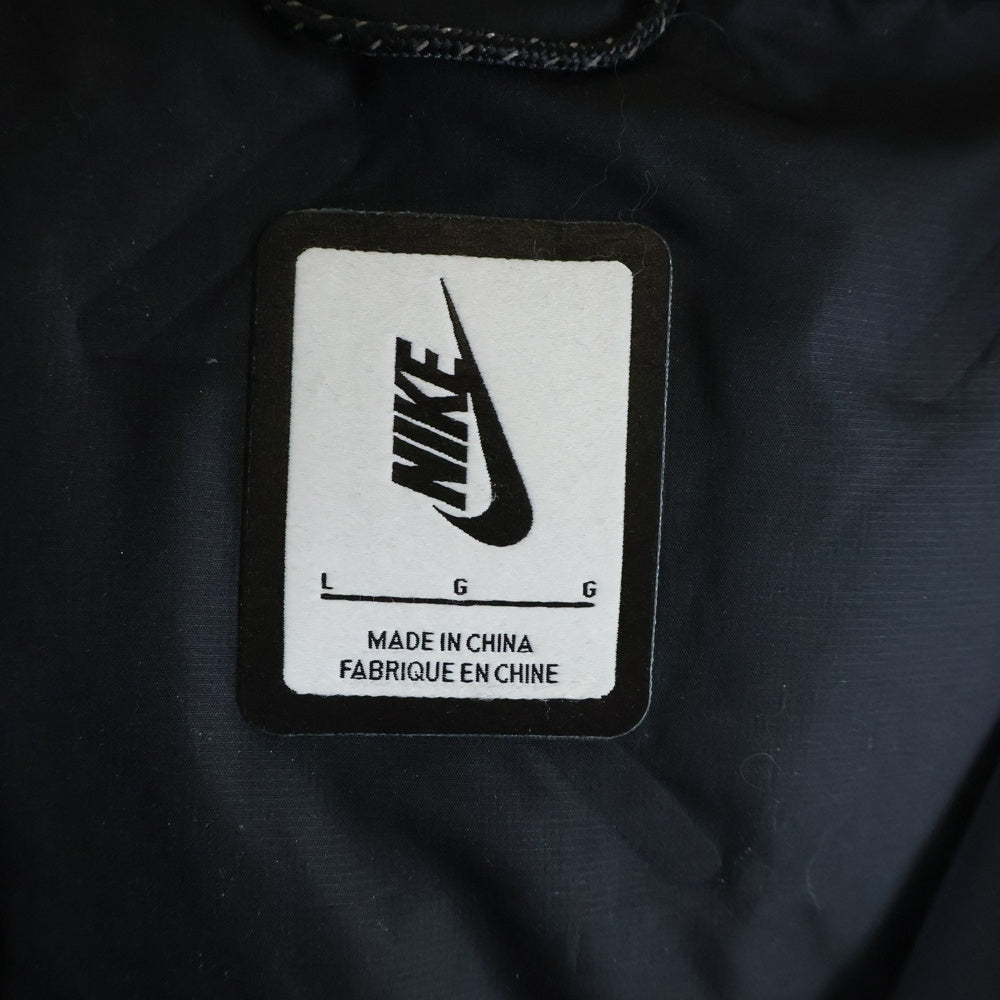 NIKE
L G G
MADE IN CHINA
FABRIQUE EN CHINE